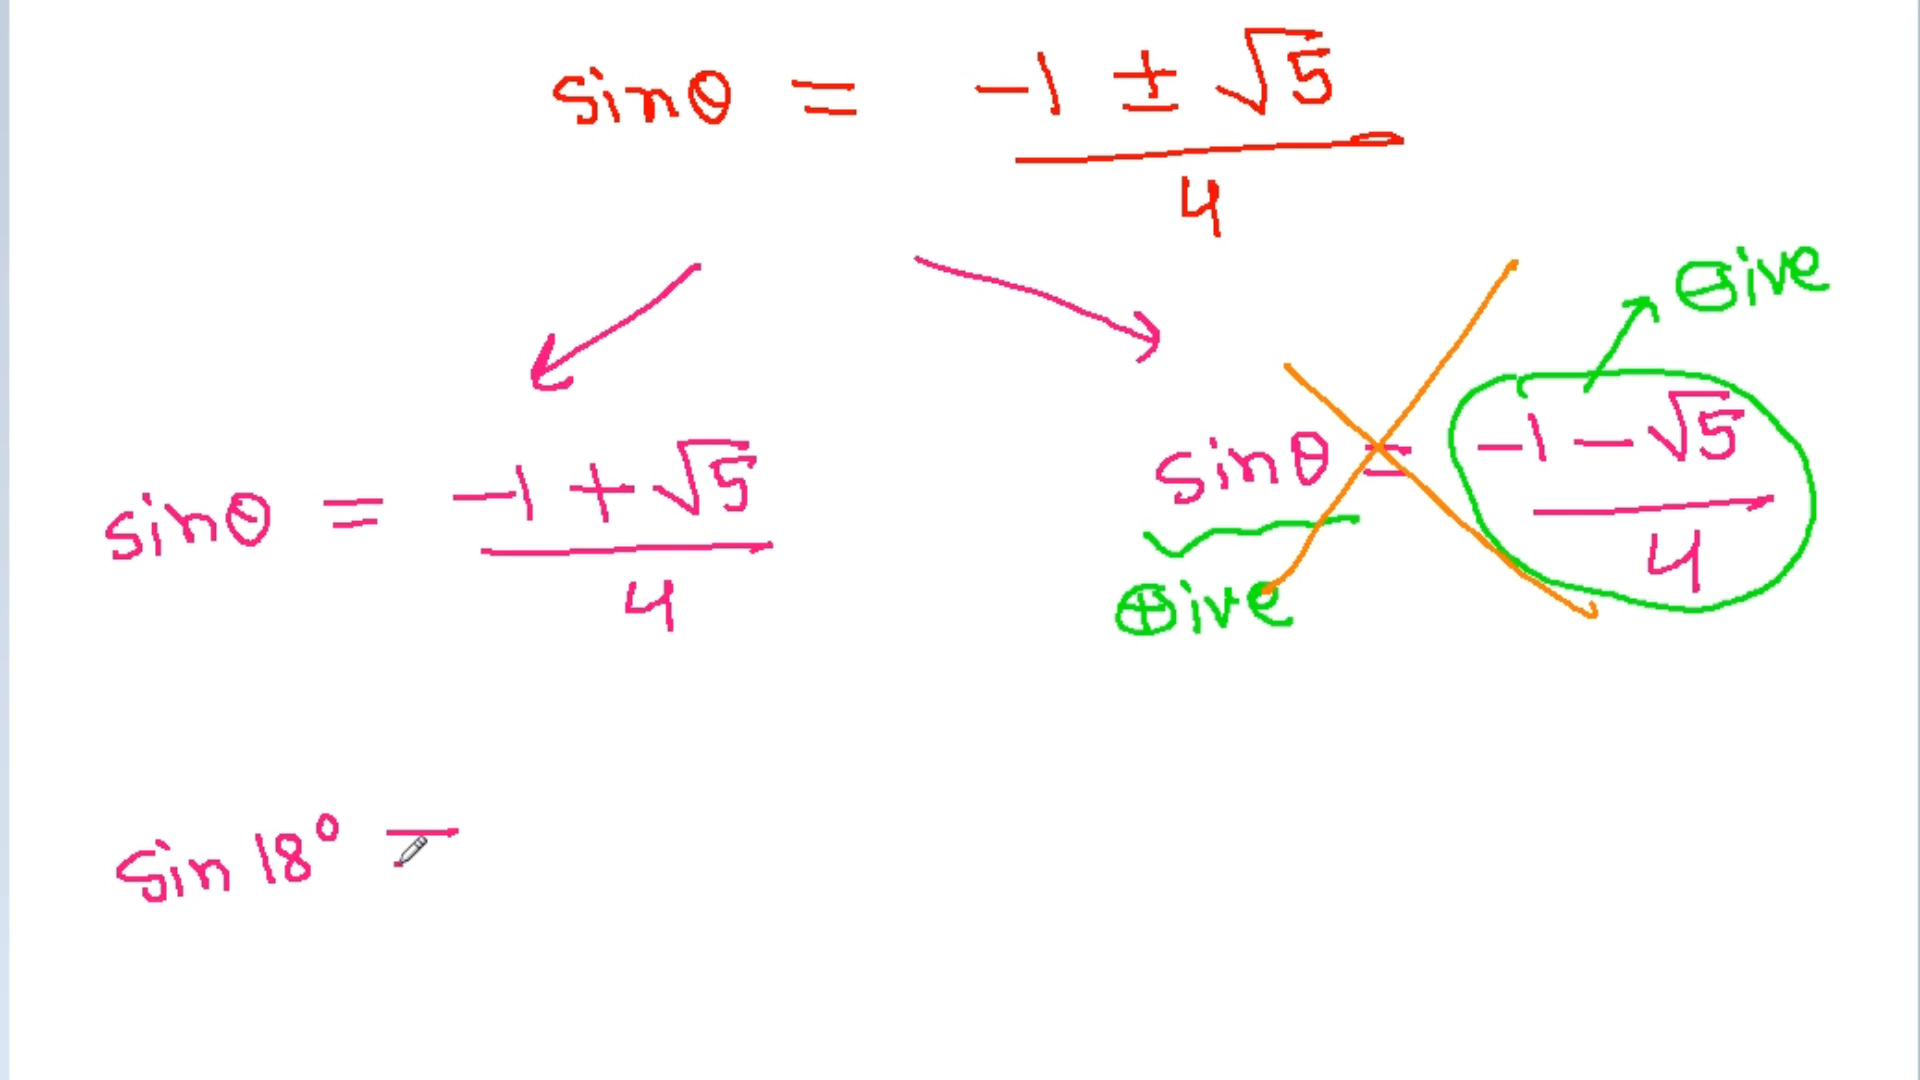 sinθ = -1 ± √5 / 4
⊖ive
sinθ = -1 + √5 / 4
sinθ = -1 - √5 / 4
⊕ive
Sin 18° =